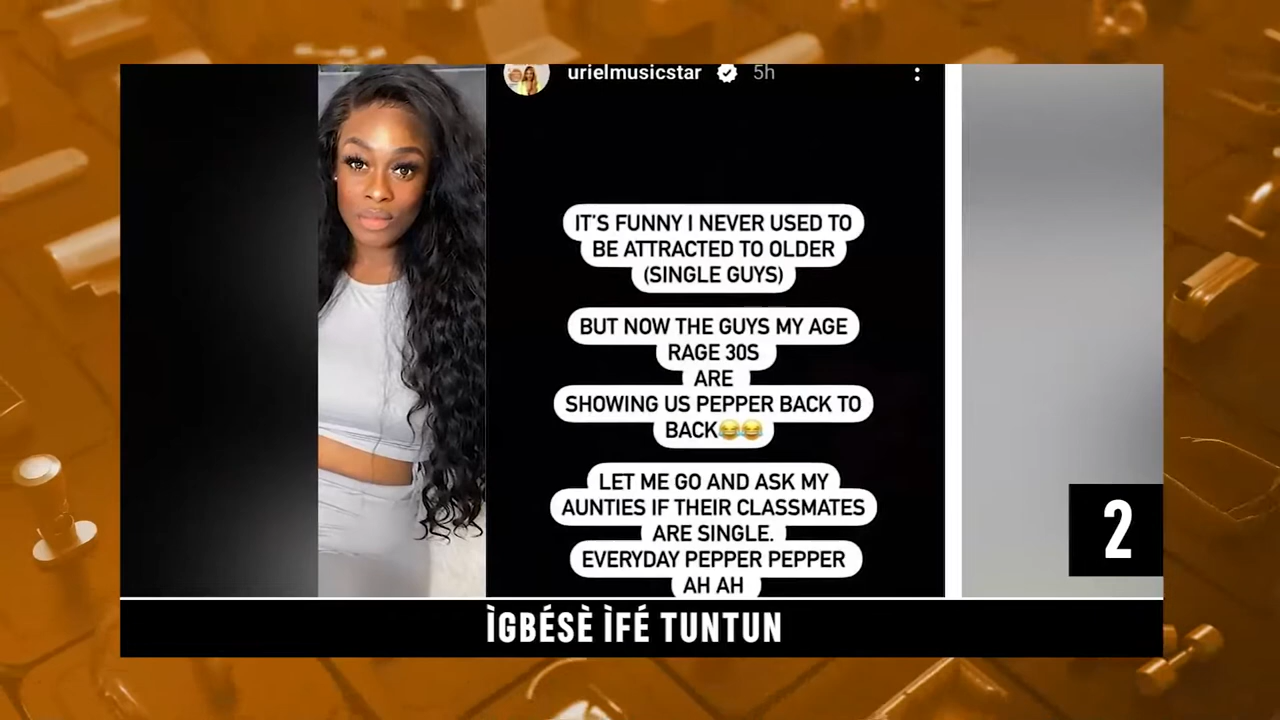 urielmusicstar 5h
IT'S FUNNY I NEVER USED TO
BE ATTRACTED TO OLDER
(SINGLE GUYS)
BUT NOW THE GUYS MY AGE
RAGE 30S
ARE
SHOWING US PEPPER BACK TO
BACK😂😂
LET ME GO AND ASK MY
AUNTIES IF THEIR CLASSMATES
ARE SINGLE.
EVERYDAY PEPPER PEPPER
AH AH
2
ÌGBÉSÈ ÌFÉ TUNTUN